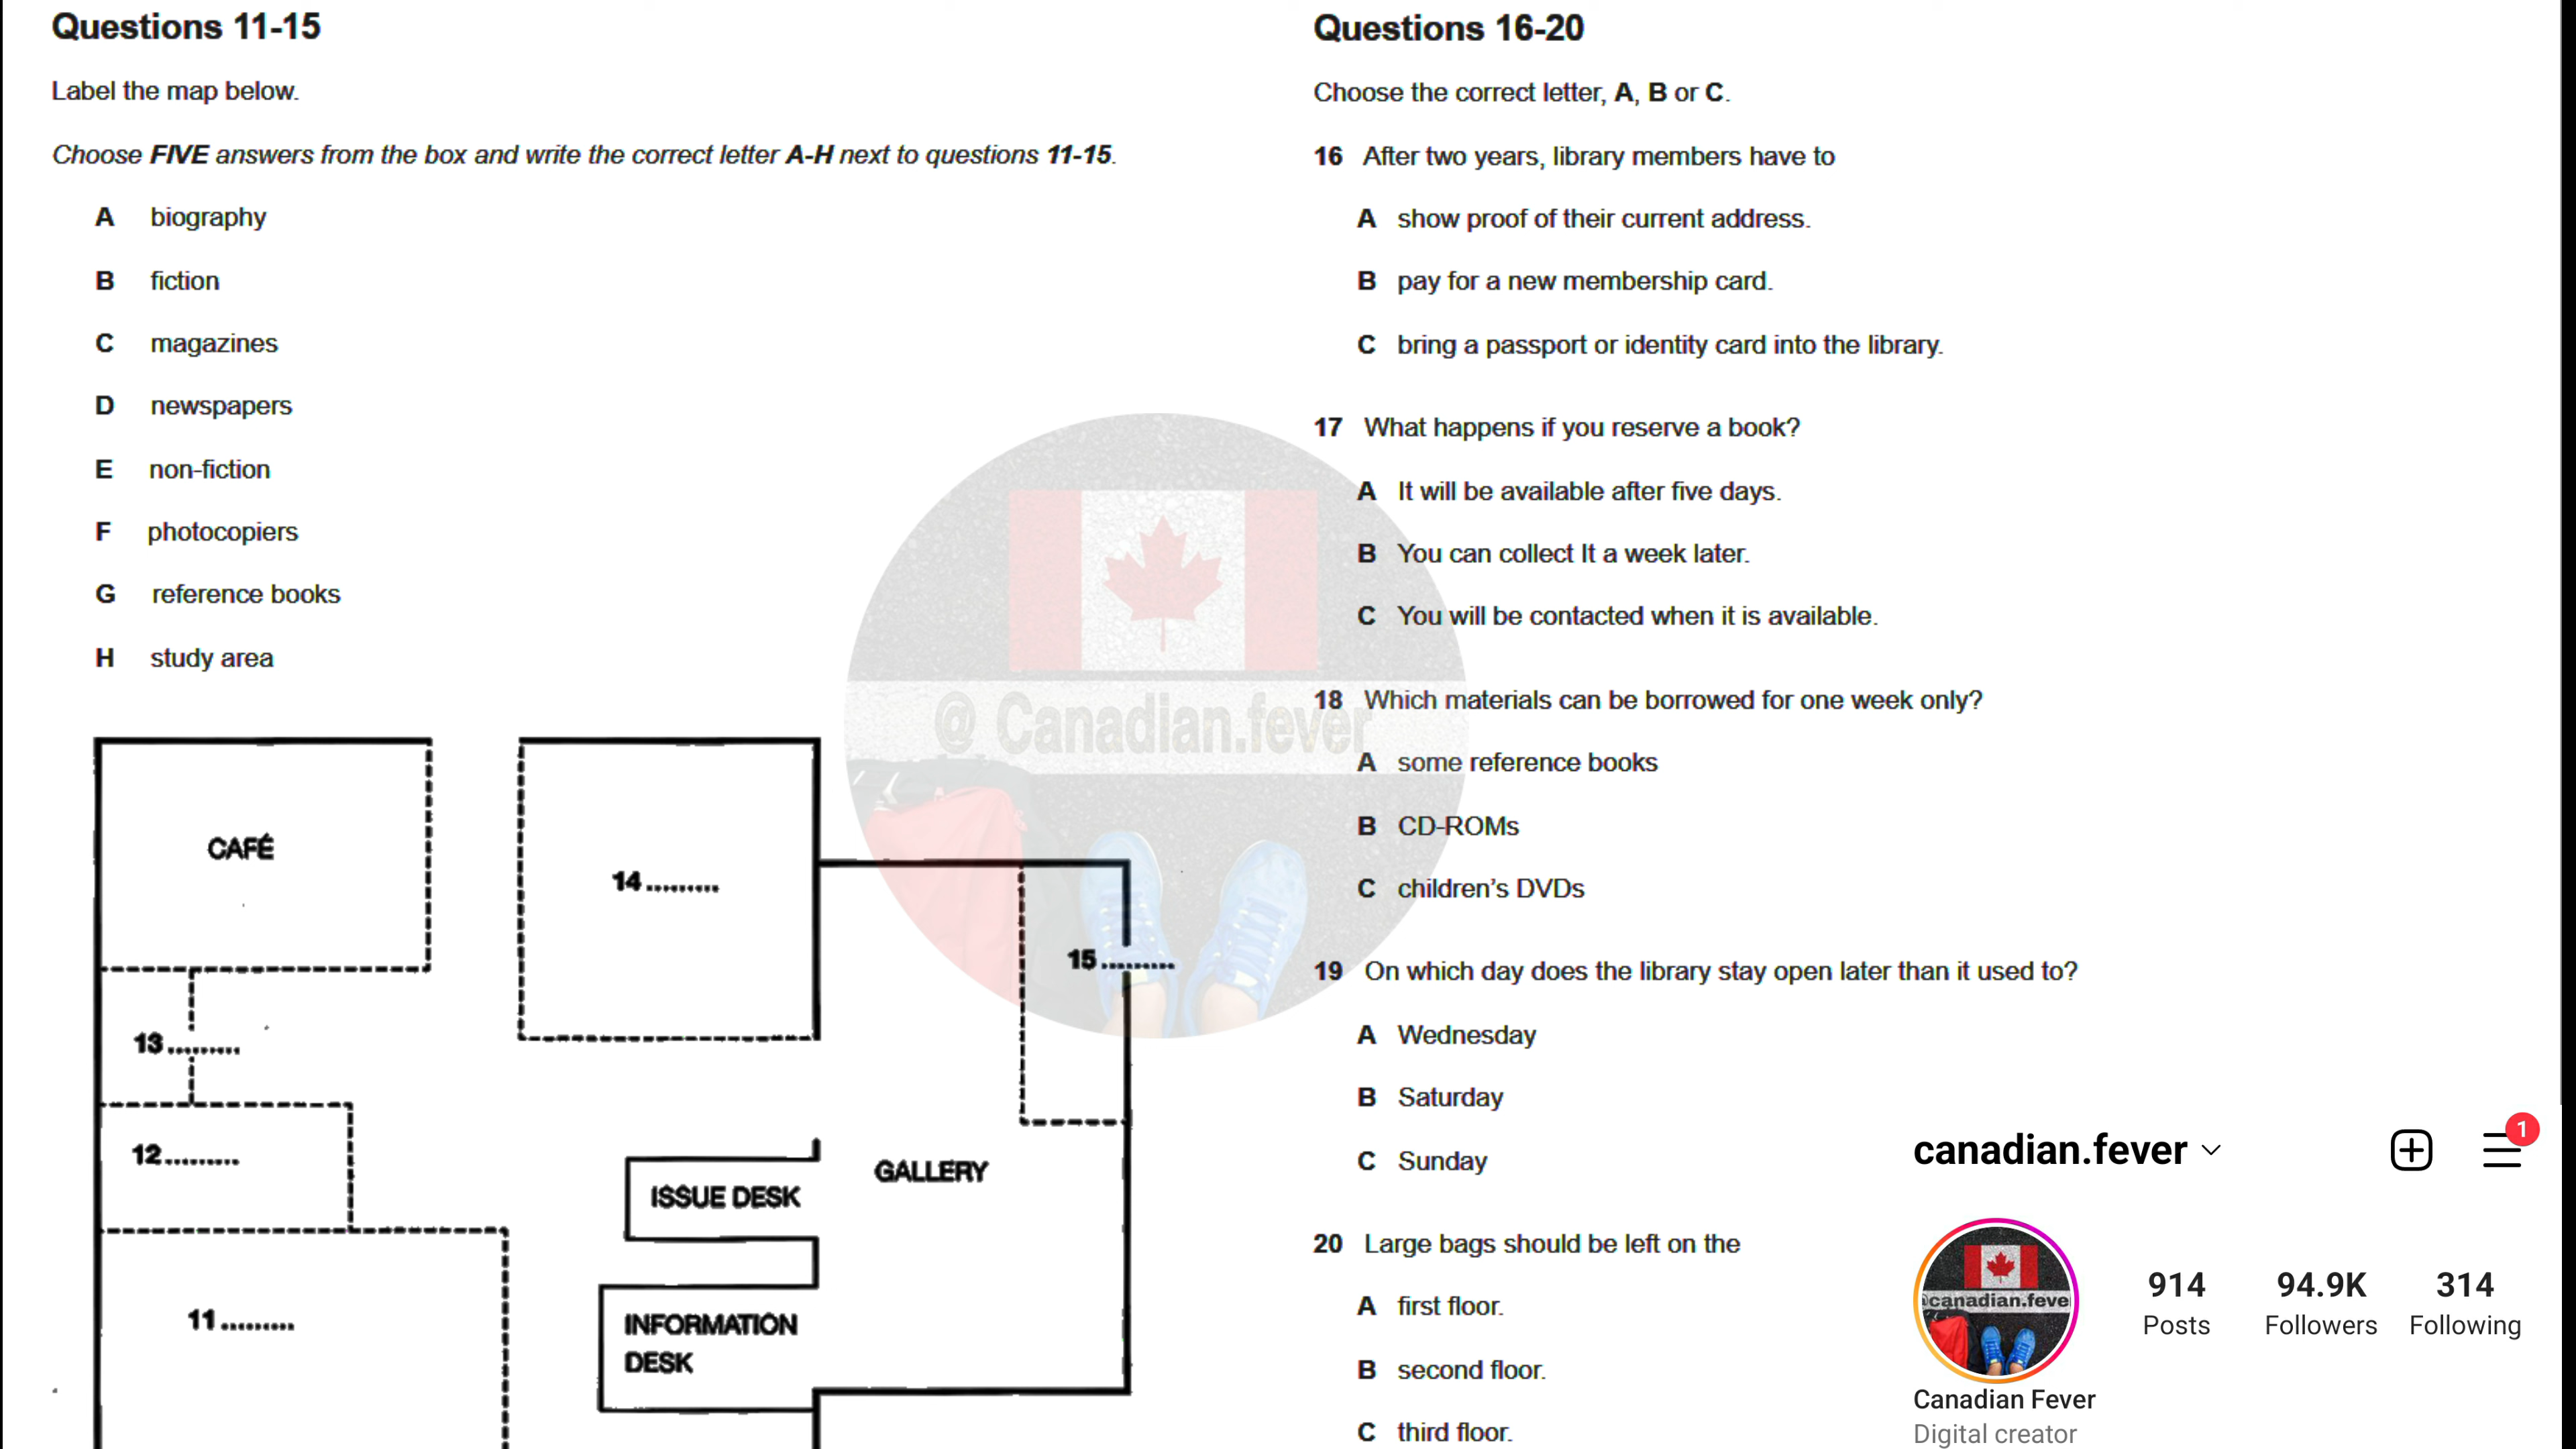 Questions 11-15
Label the map below.
Choose FIVE answers from the box and write the correct letter A-H next to questions 11-15.
A biography
B fiction
C magazines
D newspapers
E non-fiction
F photocopiers
G reference books
H study area
CAFÉ
14.........
15.........
13.........
12.........
GALLERY
ISSUE DESK
11.........
INFORMATION
DESK
Questions 16-20
Choose the correct letter, A, B or C.
16 After two years, library members have to
A show proof of their current address.
B pay for a new membership card.
C bring a passport or identity card into the library.
17 What happens if you reserve a book?
A It will be available after five days.
B You can collect It a week later.
C You will be contacted when it is available.
18 Which materials can be borrowed for one week only?
A some reference books
B CD-ROMs
C children's DVDs
19 On which day does the library stay open later than it used to?
A Wednesday
B Saturday
C Sunday
20 Large bags should be left on the
A first floor.
B second floor.
C third floor.
@ Canadian.fever
canadian.fever
1
@canadian.feve
914 94.9K 314
Posts Followers Following
Canadian Fever
Digital creator